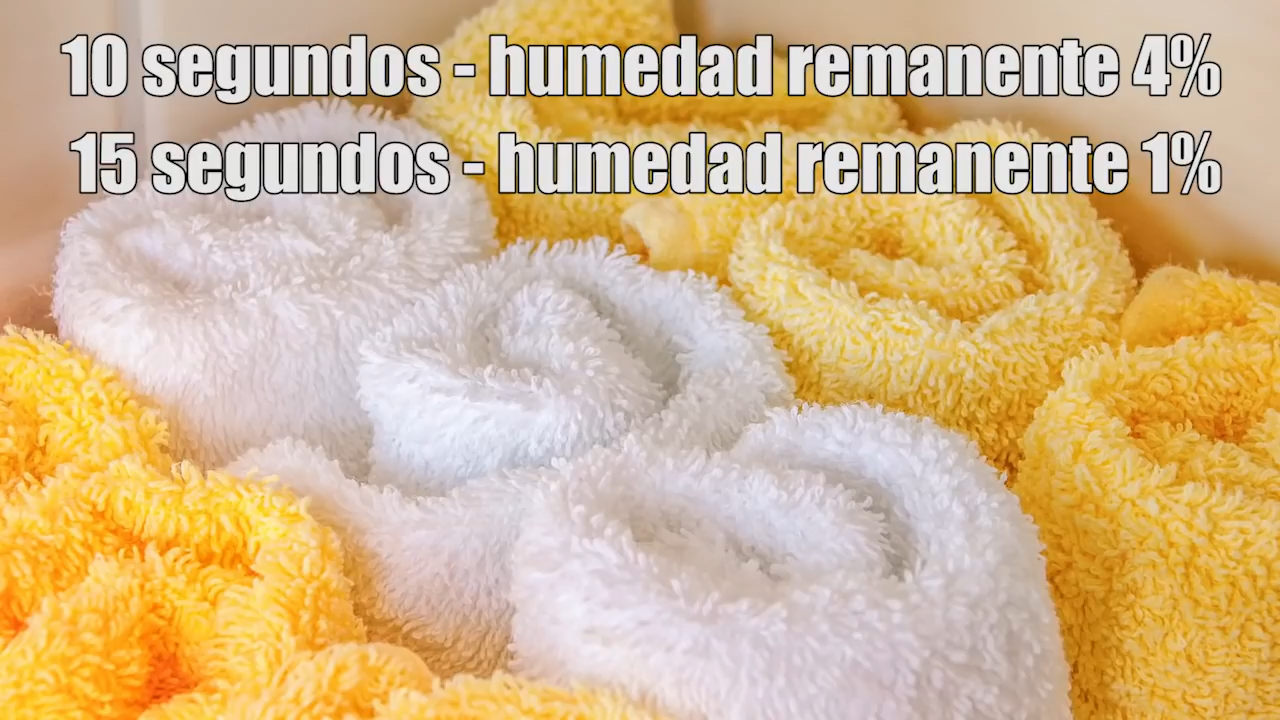 10 segundos - humedad remanente 4%
15 segundos - humedad remanente 1%